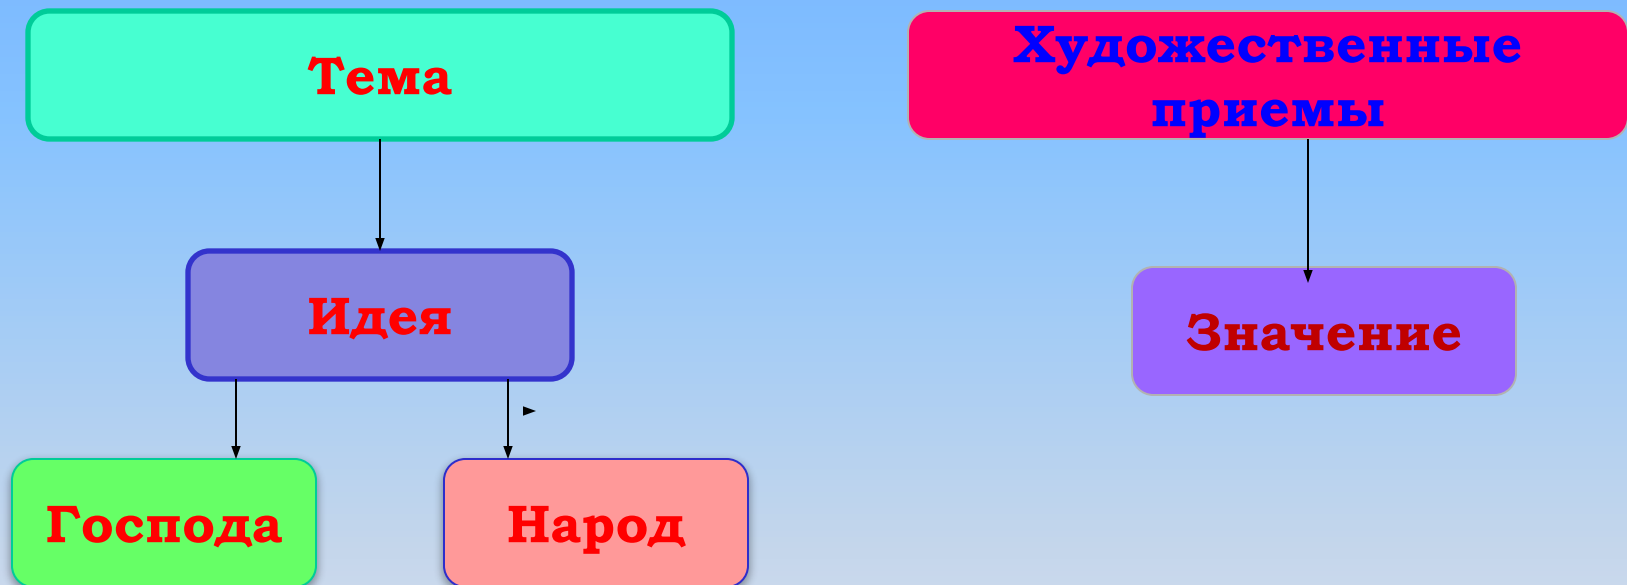 Тема
Художественные
приемы
Идея
Значение
Господа
Народ